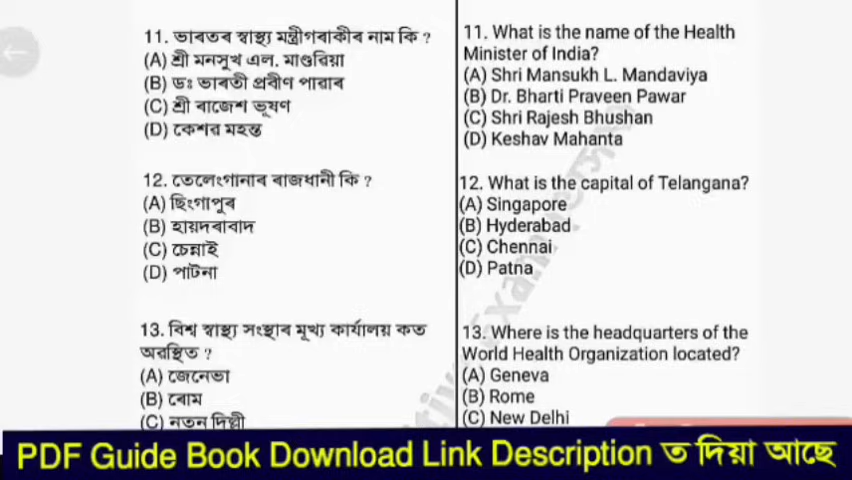 11. ভাৰতৰ স্বাস্থ্য মন্ত্ৰীগৰাকীৰ নাম কি ?
(A) শ্ৰী মনসুখ এল. মাণ্ডৱিয়া
(B) ডঃ ভাৰতী প্ৰবীণ পাৱাৰ
(C) শ্ৰী ৰাজেশ ভূষণ
(D) কেশৱ মহন্ত
12. তেলেংগানাৰ ৰাজধানী কি ?
(A) ছিংগাপুৰ
(B) হায়দৰাবাদ
(C) চেন্নাই
(D) পাটনা
13. বিশ্ব স্বাস্থ্য সংস্থাৰ মূখ্য কাৰ্যালয় কত
অৱস্থিত ?
(A) জেনেভা
(B) ৰোম
(C) নতুন দিল্লী
11. What is the name of the Health
Minister of India?
(A) Shri Mansukh L. Mandaviya
(B) Dr. Bharti Praveen Pawar
(C) Shri Rajesh Bhushan
(D) Keshav Mahanta
12. What is the capital of Telangana?
(A) Singapore
(B) Hyderabad
(C) Chennai
(D) Patna
13. Where is the headquarters of the
World Health Organization located?
(A) Geneva
(B) Rome
(C) New Delhi
PDF Guide Book Download Link Description ত দিয়া আছে